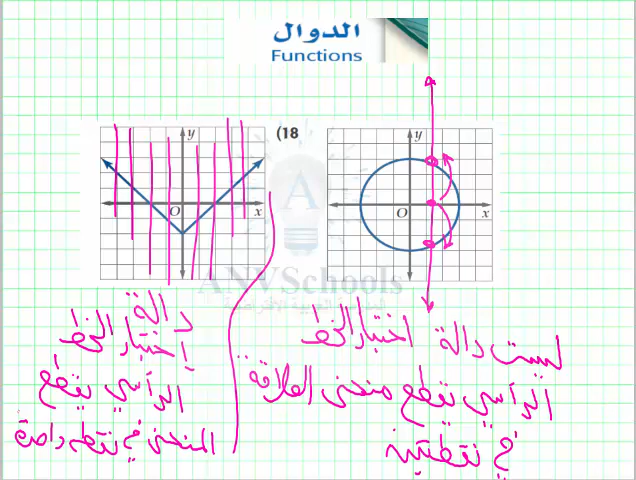 الدوال
Functions
(18
y
O
x
y
O
x
ANVSchools
ليست دالة اختبار الخط
الرأسي يقطع منحنى العلاقة
في نقطتين
دالة
اختبار الخط
الرأسي يقطع
المنحنى في نقطة واحدة